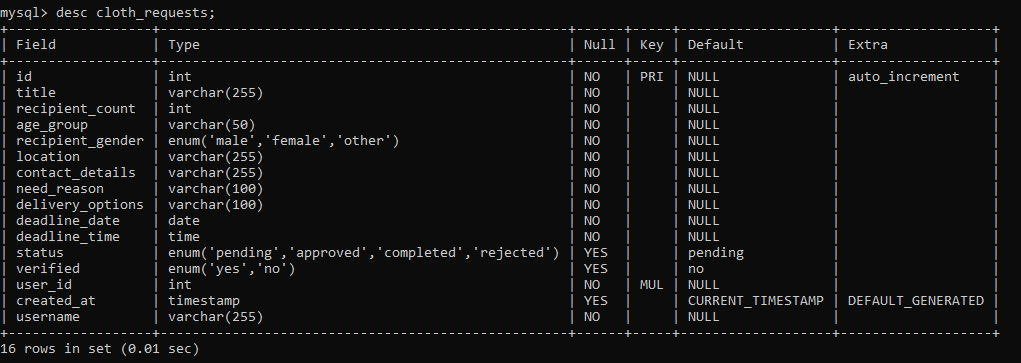 mysql> desc cloth_requests;
+-------------------+-------------------------------------------------+------+-----+-------------------+-------------------+
| Field             | Type                                            | Null | Key | Default           | Extra             |
+-------------------+-------------------------------------------------+------+-----+-------------------+-------------------+
| id                | int                                             | NO   | PRI | NULL              | auto_increment    |
| title             | varchar(255)                                    | NO   |     | NULL              |                   |
| recipient_count   | int                                             | NO   |     | NULL              |                   |
| age_group         | varchar(50)                                     | NO   |     | NULL              |                   |
| recipient_gender  | enum('male','female','other')                   | NO   |     | NULL              |                   |
| location          | varchar(255)                                    | NO   |     | NULL              |                   |
| contact_details   | varchar(255)                                    | NO   |     | NULL              |                   |
| need_reason       | varchar(100)                                    | NO   |     | NULL              |                   |
| delivery_options  | varchar(100)                                    | NO   |     | NULL              |                   |
| deadline_date     | date                                            | NO   |     | NULL              |                   |
| deadline_time     | time                                            | NO   |     | NULL              |                   |
| status            | enum('pending','approved','completed','rejected') | YES  |     | pending           |                   |
| verified          | enum('yes','no')                                | YES  |     | no                |                   |
| user_id           | int                                             | NO   | MUL | NULL              |                   |
| created_at        | timestamp                                       | YES  |     | CURRENT_TIMESTAMP | DEFAULT_GENERATED |
| username          | varchar(255)                                    | NO   |     | NULL              |                   |
+-------------------+-------------------------------------------------+------+-----+-------------------+-------------------+
16 rows in set (0.01 sec)